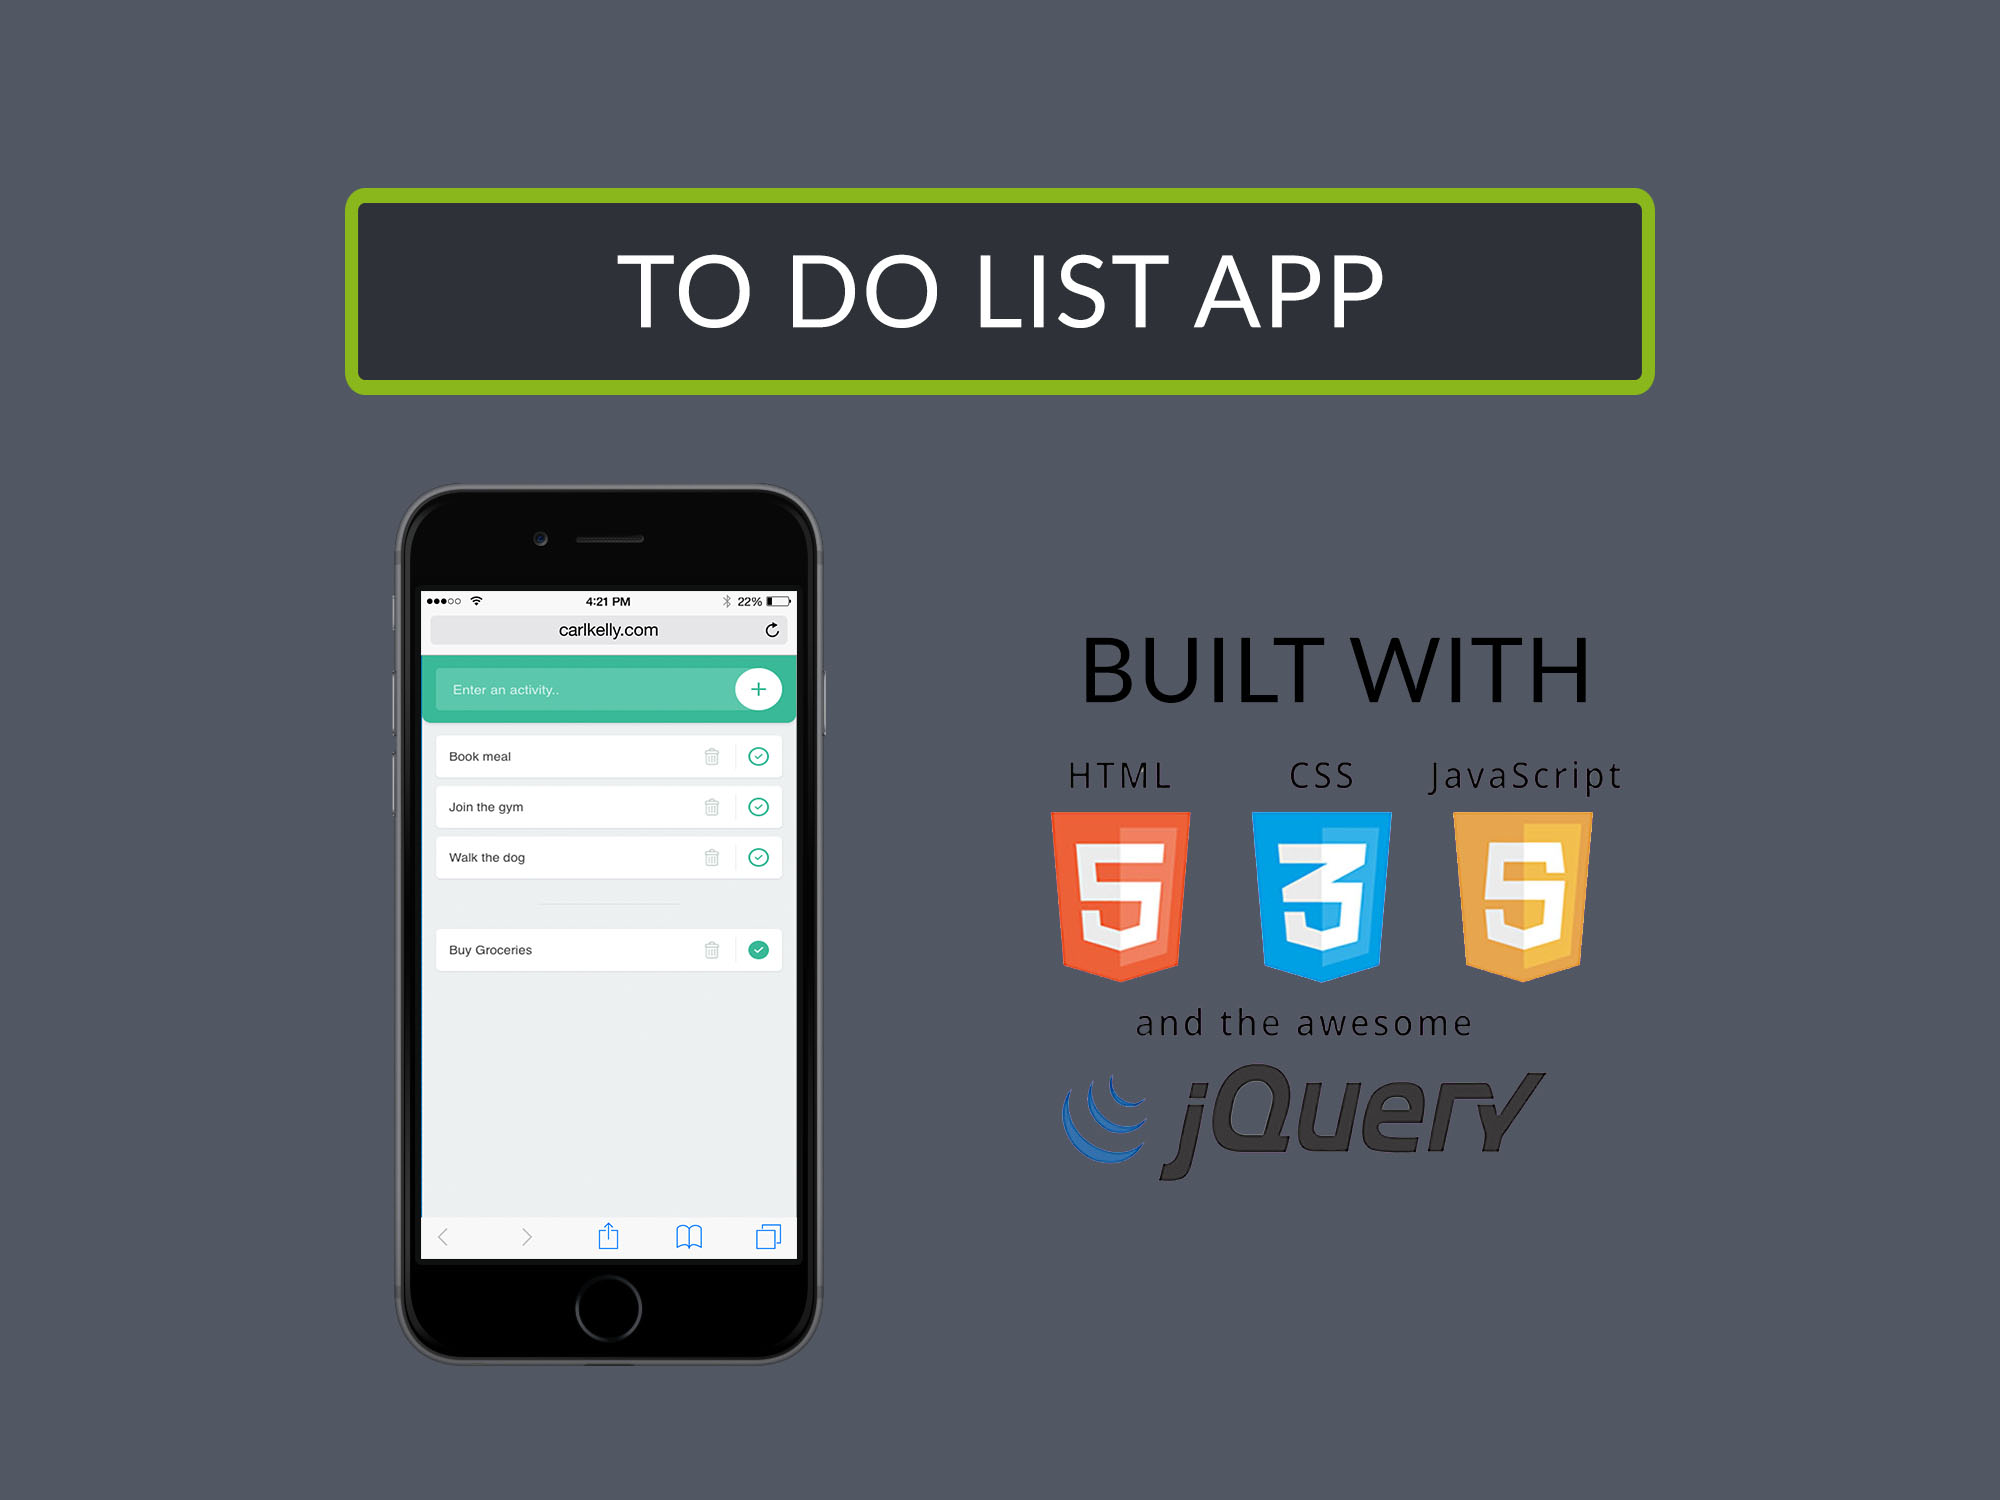 TO DO LIST APP
4:21 PM
22%
carlkelly.com
Enter an activity..
Book meal
Join the gym
Walk the dog
Buy Groceries
BUILT WITH
HTML CSS JavaScript
5 3 5
and the awesome
jQuery